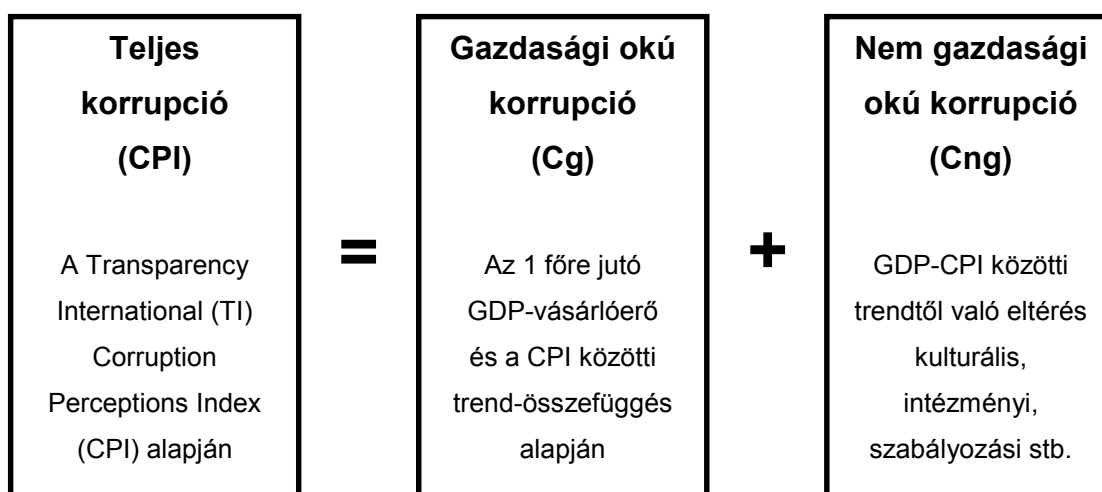 Teljes
korrupció
(CPI)
A Transparency
International (TI)
Corruption
Perceptions Index
(CPI) alapján
=
Gazdasági okú
korrupció
(Cg)
Az 1 főre jutó
GDP-vásárlóerő
és a CPI közötti
trend-összefüggés
alapján
+
Nem gazdasági
okú korrupció
(Cng)
GDP-CPI közötti
trendtől való eltérés
kulturális,
intézményi,
szabályozási stb.